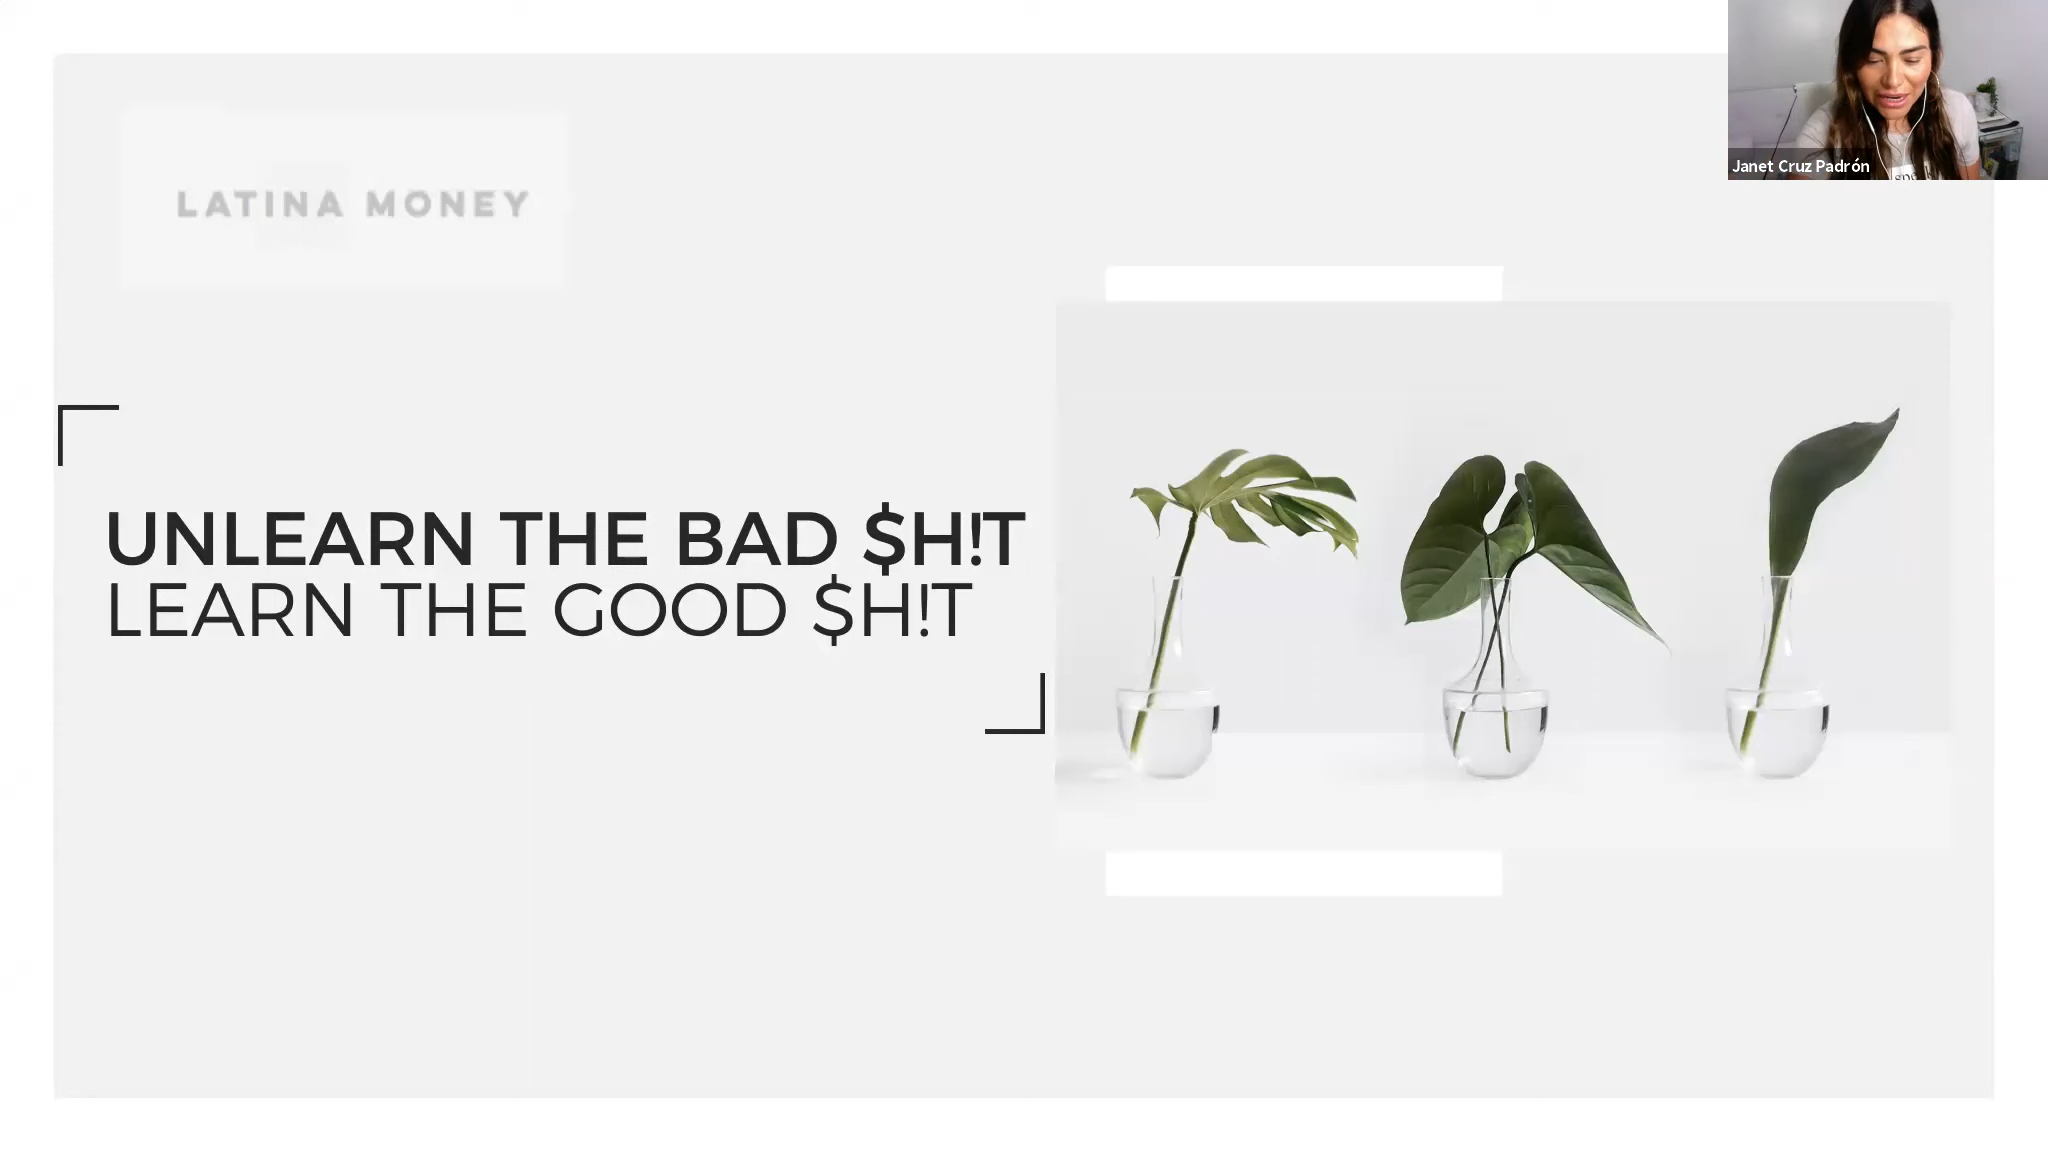 LATINA MONEY
UNLEARN THE BAD $H!T
LEARN THE GOOD $H!T
Janet Cruz Padrón